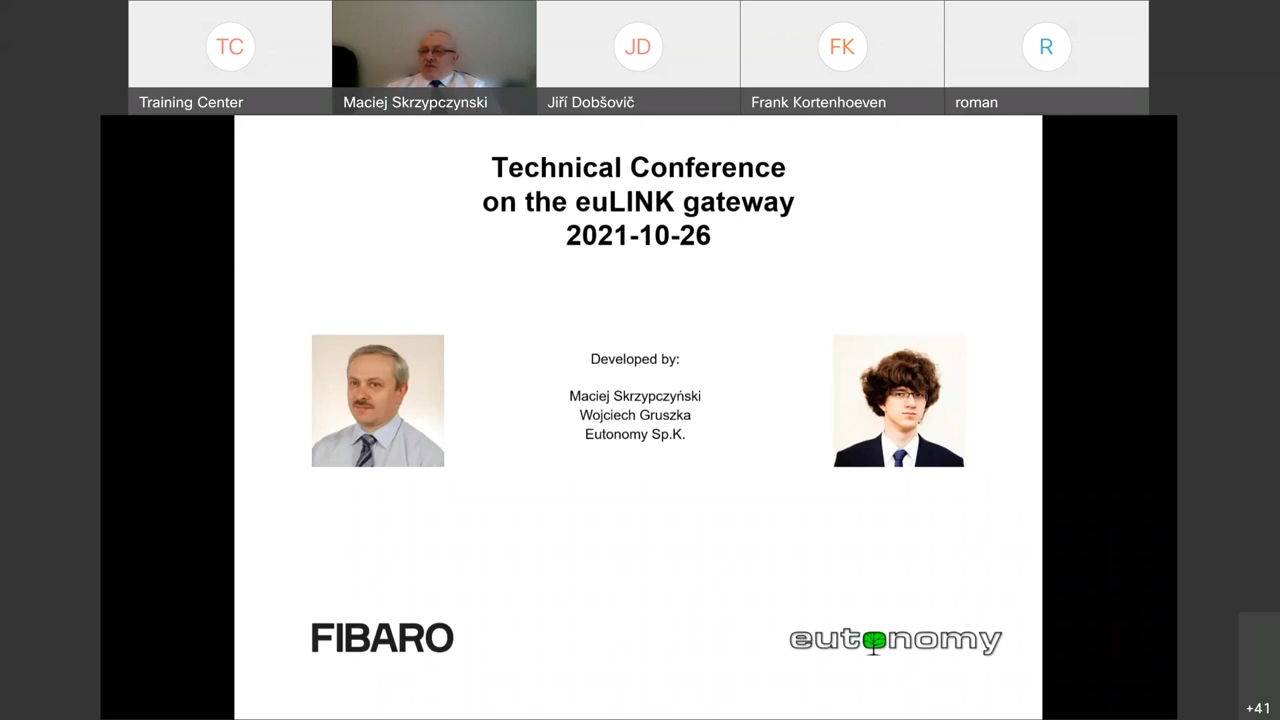 TC
JD
FK
R
Training Center
Maciej Skrzypczynski
Jiří Dobšovič
Frank Kortenhoeven
roman
Technical Conference
on the euLINK gateway
2021-10-26
Developed by:
Maciej Skrzypczyński
Wojciech Gruszka
Eutonomy Sp.K.
FIBARO
eutonomy
+41